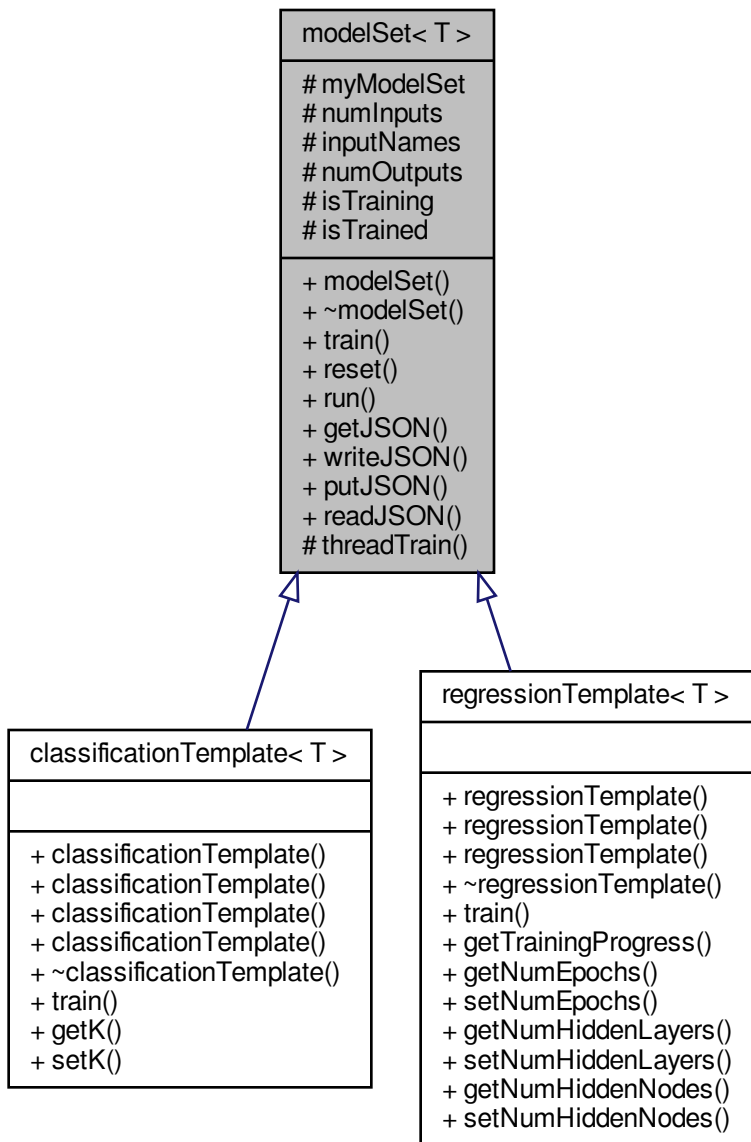 modelSet< T >
# myModelSet
# numInputs
# inputNames
# numOutputs
# isTraining
# isTrained
+ modelSet()
+ ~modelSet()
+ train()
+ reset()
+ run()
+ getJSON()
+ writeJSON()
+ putJSON()
+ readJSON()
# threadTrain()
classificationTemplate< T >
+ classificationTemplate()
+ classificationTemplate()
+ classificationTemplate()
+ classificationTemplate()
+ ~classificationTemplate()
+ train()
+ getK()
+ setK()
regressionTemplate< T >
+ regressionTemplate()
+ regressionTemplate()
+ regressionTemplate()
+ ~regressionTemplate()
+ train()
+ getTrainingProgress()
+ getNumEpochs()
+ setNumEpochs()
+ getNumHiddenLayers()
+ setNumHiddenLayers()
+ getNumHiddenNodes()
+ setNumHiddenNodes()